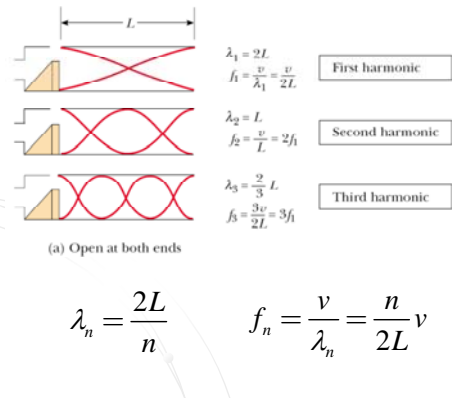 L
λ₁ = 2L
f₁ = v/λ₁ = v/2L
First harmonic
λ₂ = L
f₂ = v/L = 2f₁
Second harmonic
λ₃ = 2/3 L
f₃ = 3v/2L = 3f₁
Third harmonic
(a) Open at both ends
λₙ = 2L/n
fₙ = v/λₙ = n/2L v